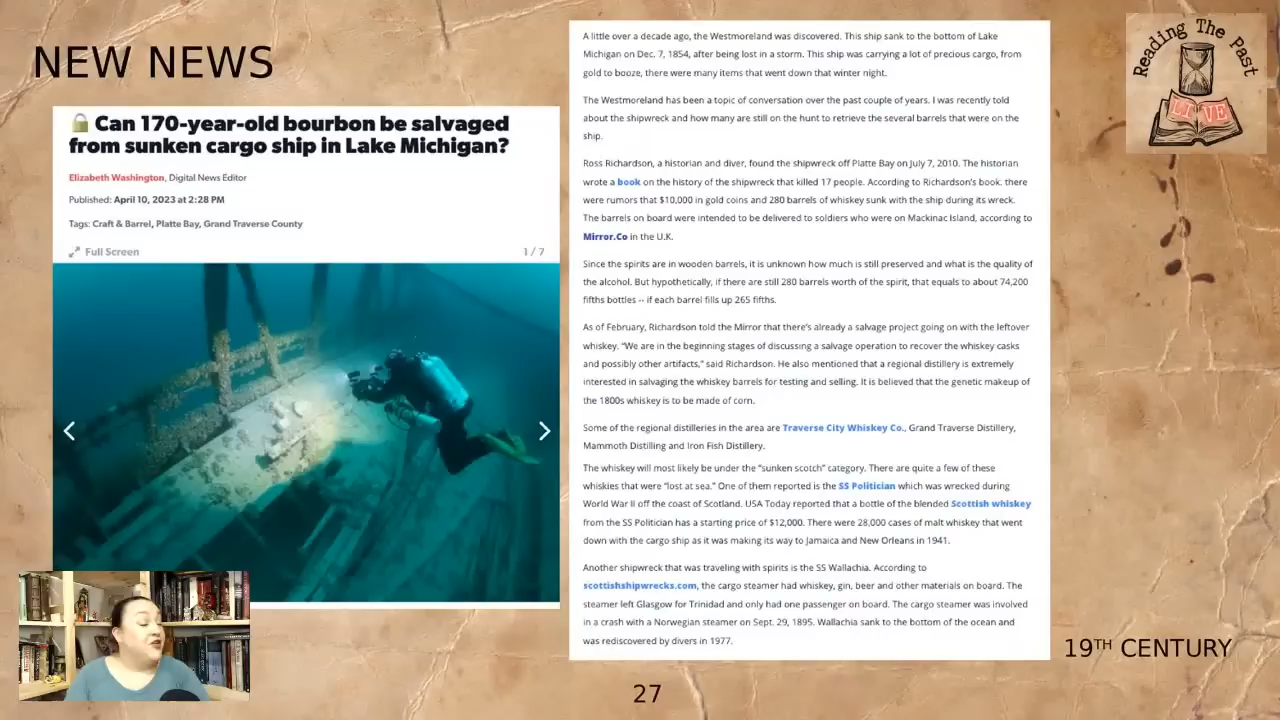 NEW NEWS
Can 170-year-old bourbon be salvaged
from sunken cargo ship in Lake Michigan?
Elizabeth Washington, Digital News Editor
Published: April 10, 2023 at 2:28 PM
Tags: Craft & Barrel, Platte Bay, Grand Traverse County
Full Screen
1 / 7
A little over a decade ago, the Westmoreland was discovered. This ship sank to the bottom of Lake
Michigan on Dec. 7, 1854, after being lost in a storm. This ship was carrying a lot of precious cargo, from
gold to booze, there were many items that went down that winter night.
The Westmoreland has been a topic of conversation over the past couple of years. I was recently told
about the shipwreck and how many are still on the hunt to retrieve the several barrels that were on the
ship.
Ross Richardson, a historian and diver, found the shipwreck off Platte Bay on July 7, 2010. The historian
wrote a book on the history of the shipwreck that killed 17 people. According to Richardson's book, there
were rumors that $10,000 in gold coins and 280 barrels of whiskey sunk with the ship during its wreck.
The barrels on board were intended to be delivered to soldiers who were on Mackinac Island, according to
Mirror.Co in the U.K.
Since the spirits are in wooden barrels, it is unknown how much is still preserved and what is the quality of
the alcohol. But hypothetically, if there are still 280 barrels worth of the spirit, that equals to about 74,200
fifths bottles -- if each barrel fills up 265 fifths.
As of February, Richardson told the Mirror that there's already a salvage project going on with the leftover
whiskey. "We are in the beginning stages of discussing a salvage operation to recover the whiskey casks
and possibly other artifacts," said Richardson. He also mentioned that a regional distillery is extremely
interested in salvaging the whiskey barrels for testing and selling. It is believed that the genetic makeup of
the 1800s whiskey is to be made of corn.
Some of the regional distilleries in the area are Traverse City Whiskey Co., Grand Traverse Distillery,
Mammoth Distilling and Iron Fish Distillery.
The whiskey will most likely be under the "sunken scotch" category. There are quite a few of these
whiskies that were "lost at sea." One of them reported is the SS Politician which was wrecked during
World War II off the coast of Scotland. USA Today reported that a bottle of the blended Scottish whiskey
from the SS Politician has a starting price of $12,000. There were 28,000 cases of malt whiskey that went
down with the cargo ship as it was making its way to Jamaica and New Orleans in 1941.
Another shipwreck that was traveling with spirits is the SS Wallachia. According to
scottishshipwrecks.com, the cargo steamer had whiskey, gin, beer and other materials on board. The
steamer left Glasgow for Trinidad and only had one passenger on board. The cargo steamer was involved
in a crash with a Norwegian steamer on Sept. 29, 1895. Wallachia sank to the bottom of the ocean and
was rediscovered by divers in 1977.
Reading The Past
LIVE
19TH CENTURY
27